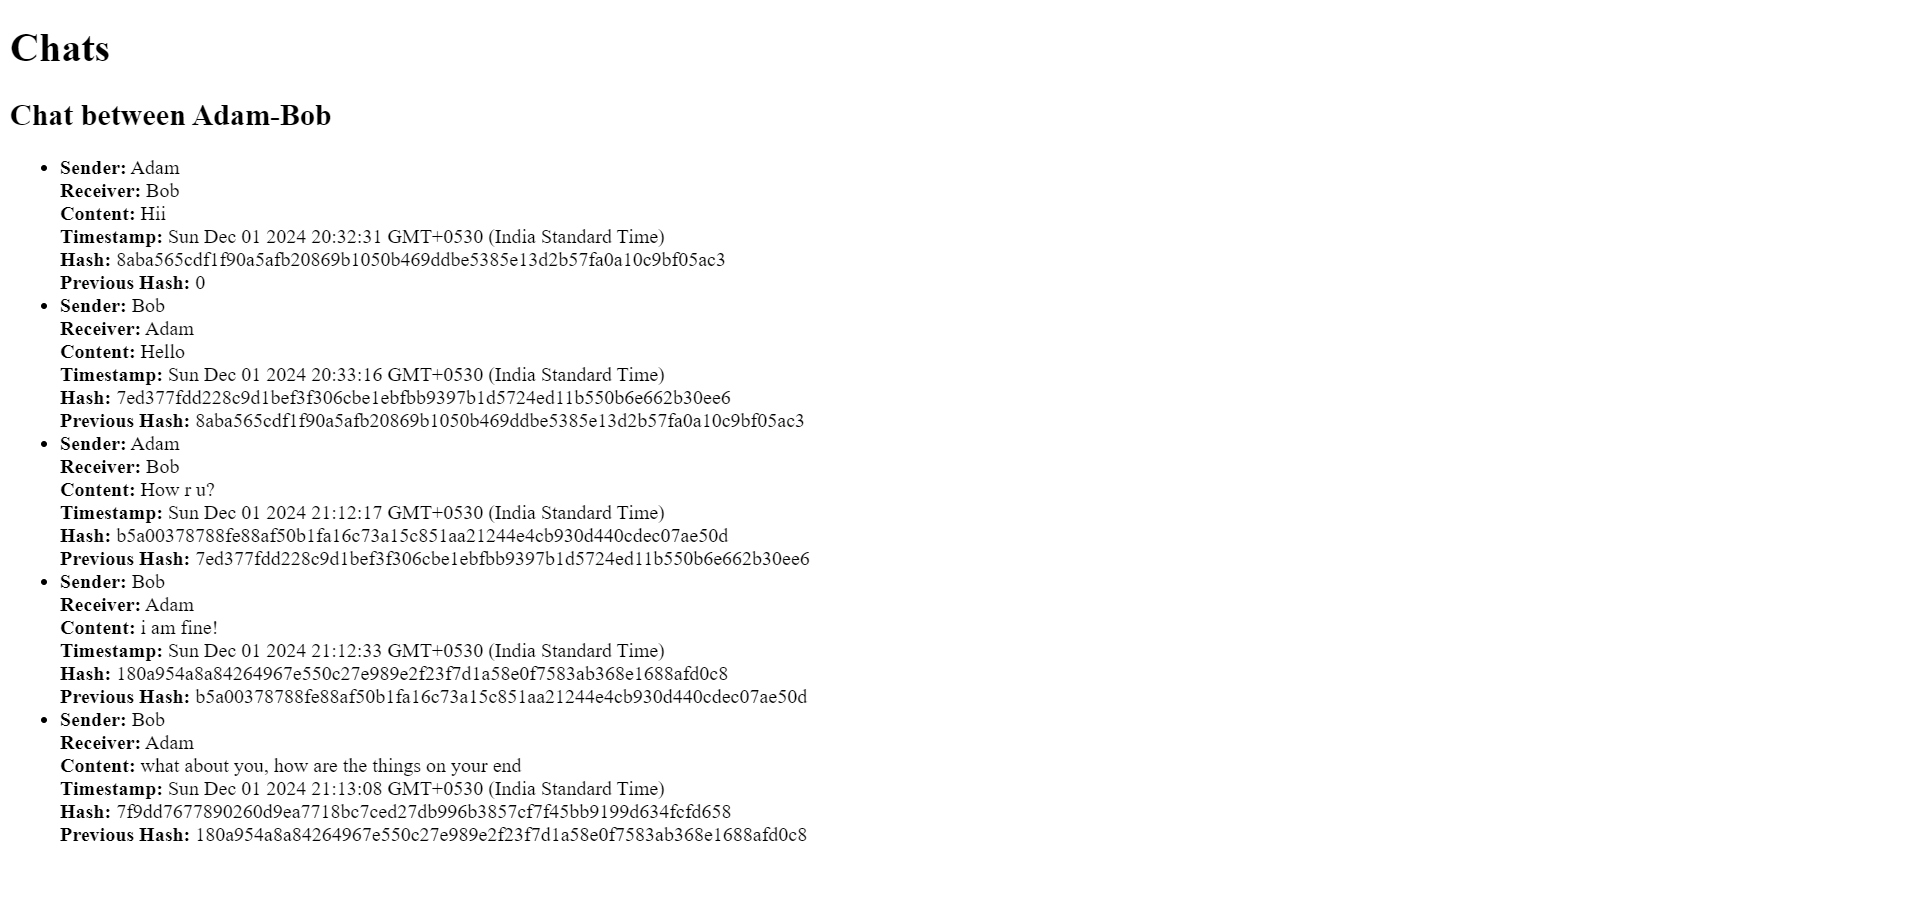 Chats
Chat between Adam-Bob
Sender: Adam
Receiver: Bob
Content: Hii
Timestamp: Sun Dec 01 2024 20:32:31 GMT+0530 (India Standard Time)
Hash: 8aba565cdf1f90a5afb20869b1050b469ddbe5385e13d2b57fa0a10c9bf05ac3
Previous Hash: 0
Sender: Bob
Receiver: Adam
Content: Hello
Timestamp: Sun Dec 01 2024 20:33:16 GMT+0530 (India Standard Time)
Hash: 7ed377fdd228c9d1bef3f306cbe1ebfbb9397b1d5724ed11b550b6e662b30ee6
Previous Hash: 8aba565cdf1f90a5afb20869b1050b469ddbe5385e13d2b57fa0a10c9bf05ac3
Sender: Adam
Receiver: Bob
Content: How r u?
Timestamp: Sun Dec 01 2024 21:12:17 GMT+0530 (India Standard Time)
Hash: b5a00378788fe88af50b1fa16c73a15c851aa21244e4cb930d440cdec07ae50d
Previous Hash: 7ed377fdd228c9d1bef3f306cbe1ebfbb9397b1d5724ed11b550b6e662b30ee6
Sender: Bob
Receiver: Adam
Content: i am fine!
Timestamp: Sun Dec 01 2024 21:12:33 GMT+0530 (India Standard Time)
Hash: 180a954a8a84264967e550c27e989e2f23f7d1a58e0f7583ab368e1688afd0c8
Previous Hash: b5a00378788fe88af50b1fa16c73a15c851aa21244e4cb930d440cdec07ae50d
Sender: Bob
Receiver: Adam
Content: what about you, how are the things on your end
Timestamp: Sun Dec 01 2024 21:13:08 GMT+0530 (India Standard Time)
Hash: 7f9dd7677890260d9ea7718bc7ced27db996b3857cf7f45bb9199d634fcfd658
Previous Hash: 180a954a8a84264967e550c27e989e2f23f7d1a58e0f7583ab368e1688afd0c8